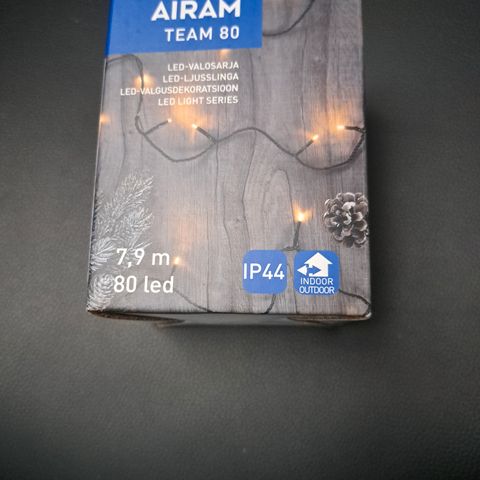 AIRAM
TEAM 80
LED-VALOSARJA
LED-LJUSSLINGA
LED-VALGUSDEKORATSIOON
LED LIGHT SERIES
7,9 m
80 led
IP44
INDOOR
OUTDOOR